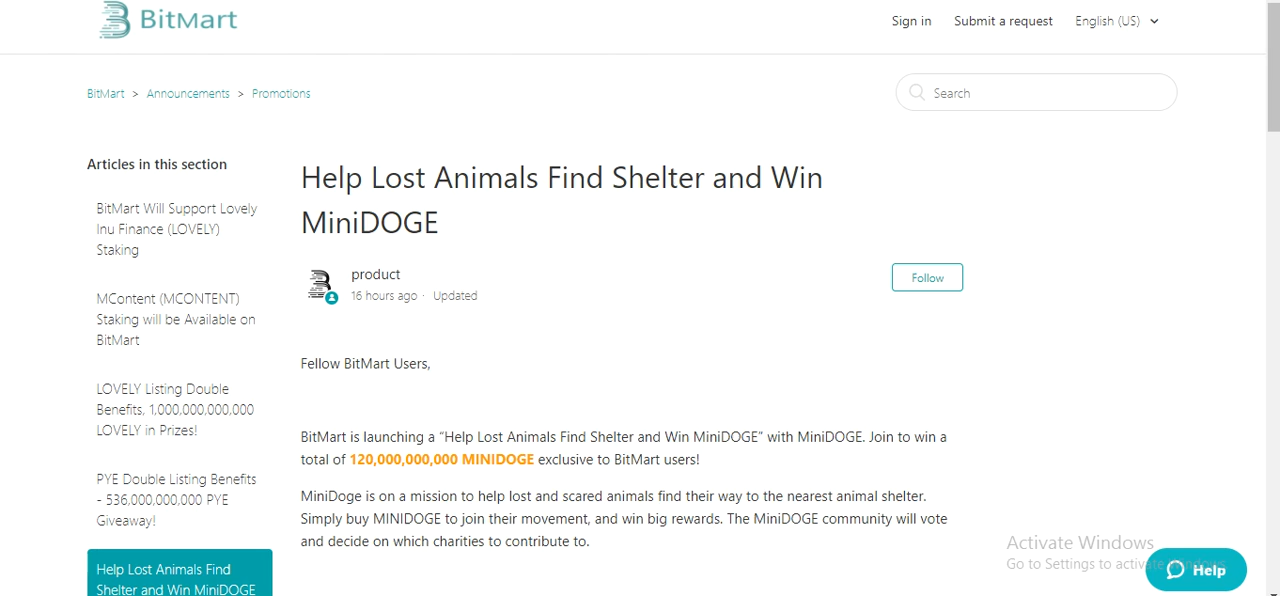 BitMart
Sign in
Submit a request
English (US)
BitMart > Announcements > Promotions
Search
Articles in this section
BitMart Will Support Lovely
Inu Finance (LOVELY)
Staking
MContent (MCONTENT)
Staking will be Available on
BitMart
LOVELY Listing Double
Benefits, 1,000,000,000,000
LOVELY in Prizes!
PYE Double Listing Benefits
- 536,000,000,000 PYE
Giveaway!
Help Lost Animals Find
Shelter and Win MiniDOGE
Help Lost Animals Find Shelter and Win
MiniDOGE
product
16 hours ago · Updated
Follow
Fellow BitMart Users,
BitMart is launching a “Help Lost Animals Find Shelter and Win MiniDOGE” with MiniDOGE. Join to win a
total of 120,000,000,000 MINIDOGE exclusive to BitMart users!
MiniDoge is on a mission to help lost and scared animals find their way to the nearest animal shelter.
Simply buy MINIDOGE to join their movement, and win big rewards. The MiniDOGE community will vote
and decide on which charities to contribute to.
Activate Windows
Go to Settings to activate Windows.
Help